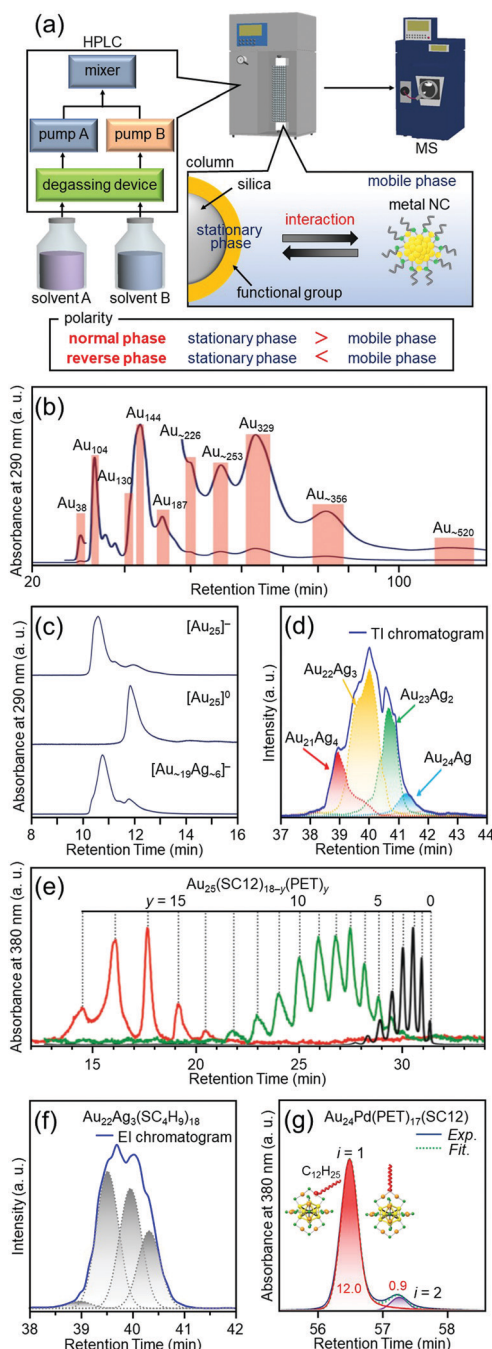 (a)
HPLC
mixer
pump A
pump B
degassing device
solvent A
solvent B
MS
column
silica
stationary
phase
functional group
interaction
mobile phase
metal NC
polarity
normal phase stationary phase > mobile phase
reverse phase stationary phase < mobile phase
(b)
Absorbance at 290 nm (a. u.)
Au38
Au104
Au130
Au144
Au187
Au~226
Au~253
Au329
Au~356
Au~520
20 100
Retention Time (min)
(c)
Absorbance at 290 nm (a. u.)
[Au25]−
[Au25]0
[Au~19Ag~6]−
8 10 12 14 16
Retention Time (min)
(d)
Intensity (a. u.)
TI chromatogram
Au22Ag3
Au23Ag2
Au21Ag4
Au24Ag
37 38 39 40 41 42 43 44
Retention Time (min)
(e)
Absorbance at 380 nm (a. u.)
Au25(SC12)18–y(PET)y
y = 15 10 5 0
15 20 25 30
Retention Time (min)
(f)
Intensity (a. u.)
Au22Ag3(SC4H9)18
EI chromatogram
38 39 40 41 42
Retention Time (min)
(g)
Absorbance at 380 nm (a. u.)
Au24Pd(PET)17(SC12)
Exp.
Fit.
i = 1
C12H25
12.0
0.9
i = 2
56 57 58
Retention Time (min)